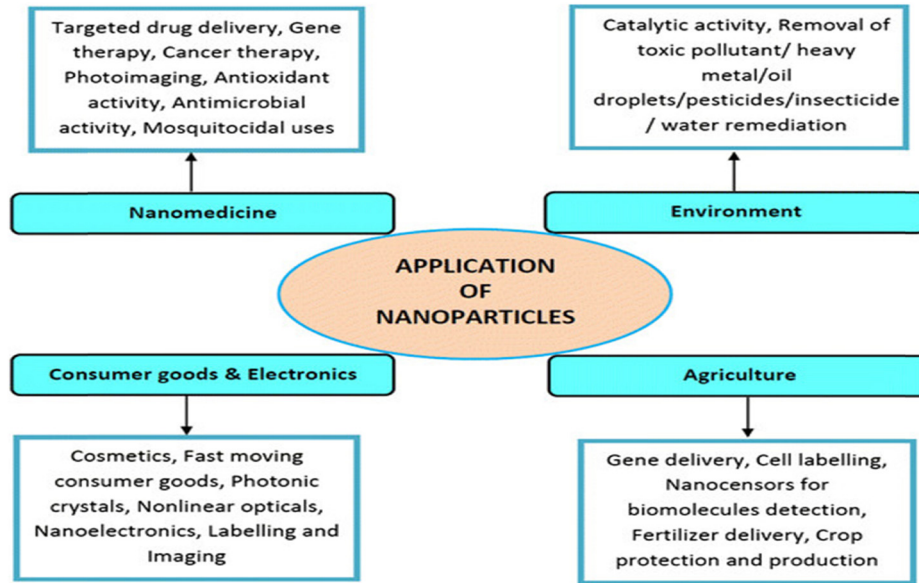 Targeted drug delivery, Gene
therapy, Cancer therapy,
Photoimaging, Antioxidant
activity, Antimicrobial
activity, Mosquitocidal uses
Catalytic activity, Removal of
toxic pollutant/ heavy
metal/oil
droplets/pesticides/insecticide
/ water remediation
Nanomedicine
Environment
APPLICATION
OF
NANOPARTICLES
Consumer goods & Electronics
Agriculture
Cosmetics, Fast moving
consumer goods, Photonic
crystals, Nonlinear opticals,
Nanoelectronics, Labelling and
Imaging
Gene delivery, Cell labelling,
Nanocensors for
biomolecules detection,
Fertilizer delivery, Crop
protection and production